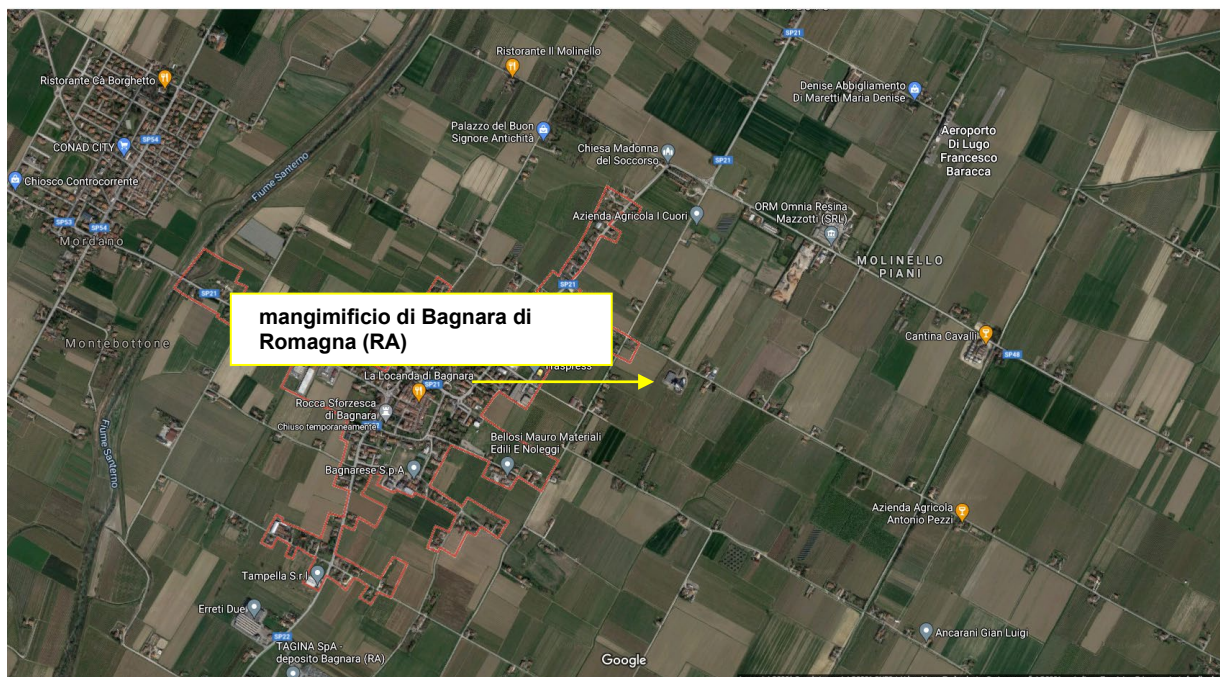 Ristorante Il Molinello
SP21
Ristorante Cà Borghetto
Denise Abbigliamento
Di Maretti Maria Denise
Palazzo del Buon
Signore Antichità
Aeroporto
Di Lugo
Francesco
Baracca
SP54
CONAD CITY
Chiesa Madonna
del Soccorso
SP21
Chiosco Controcorrente
Fiume Santerno
Azienda Agricola I Cuori
ORM Omnia Resina
Mazzotti (SRL)
SP53
SP54
Mordano
MOLINELLO
PIANI
SP21
SP21
mangimificio di Bagnara di
Romagna (RA)
Montebottone
Cantina Cavalli
SP48
La Locanda di Bagnara
SP21
Rocca Sforzesca
di Bagnara
Chiuso temporaneamente
Fiume Santerno
Bellosi Mauro Materiali
Edili E Noleggi
Bagnarese S.p.A
Azienda Agricola
Antonio Pezzi
Tampella S.r.l
Erreti Due
SP22
TAGINA SpA -
deposito Bagnara (RA)
Ancarani Gian Luigi
Google